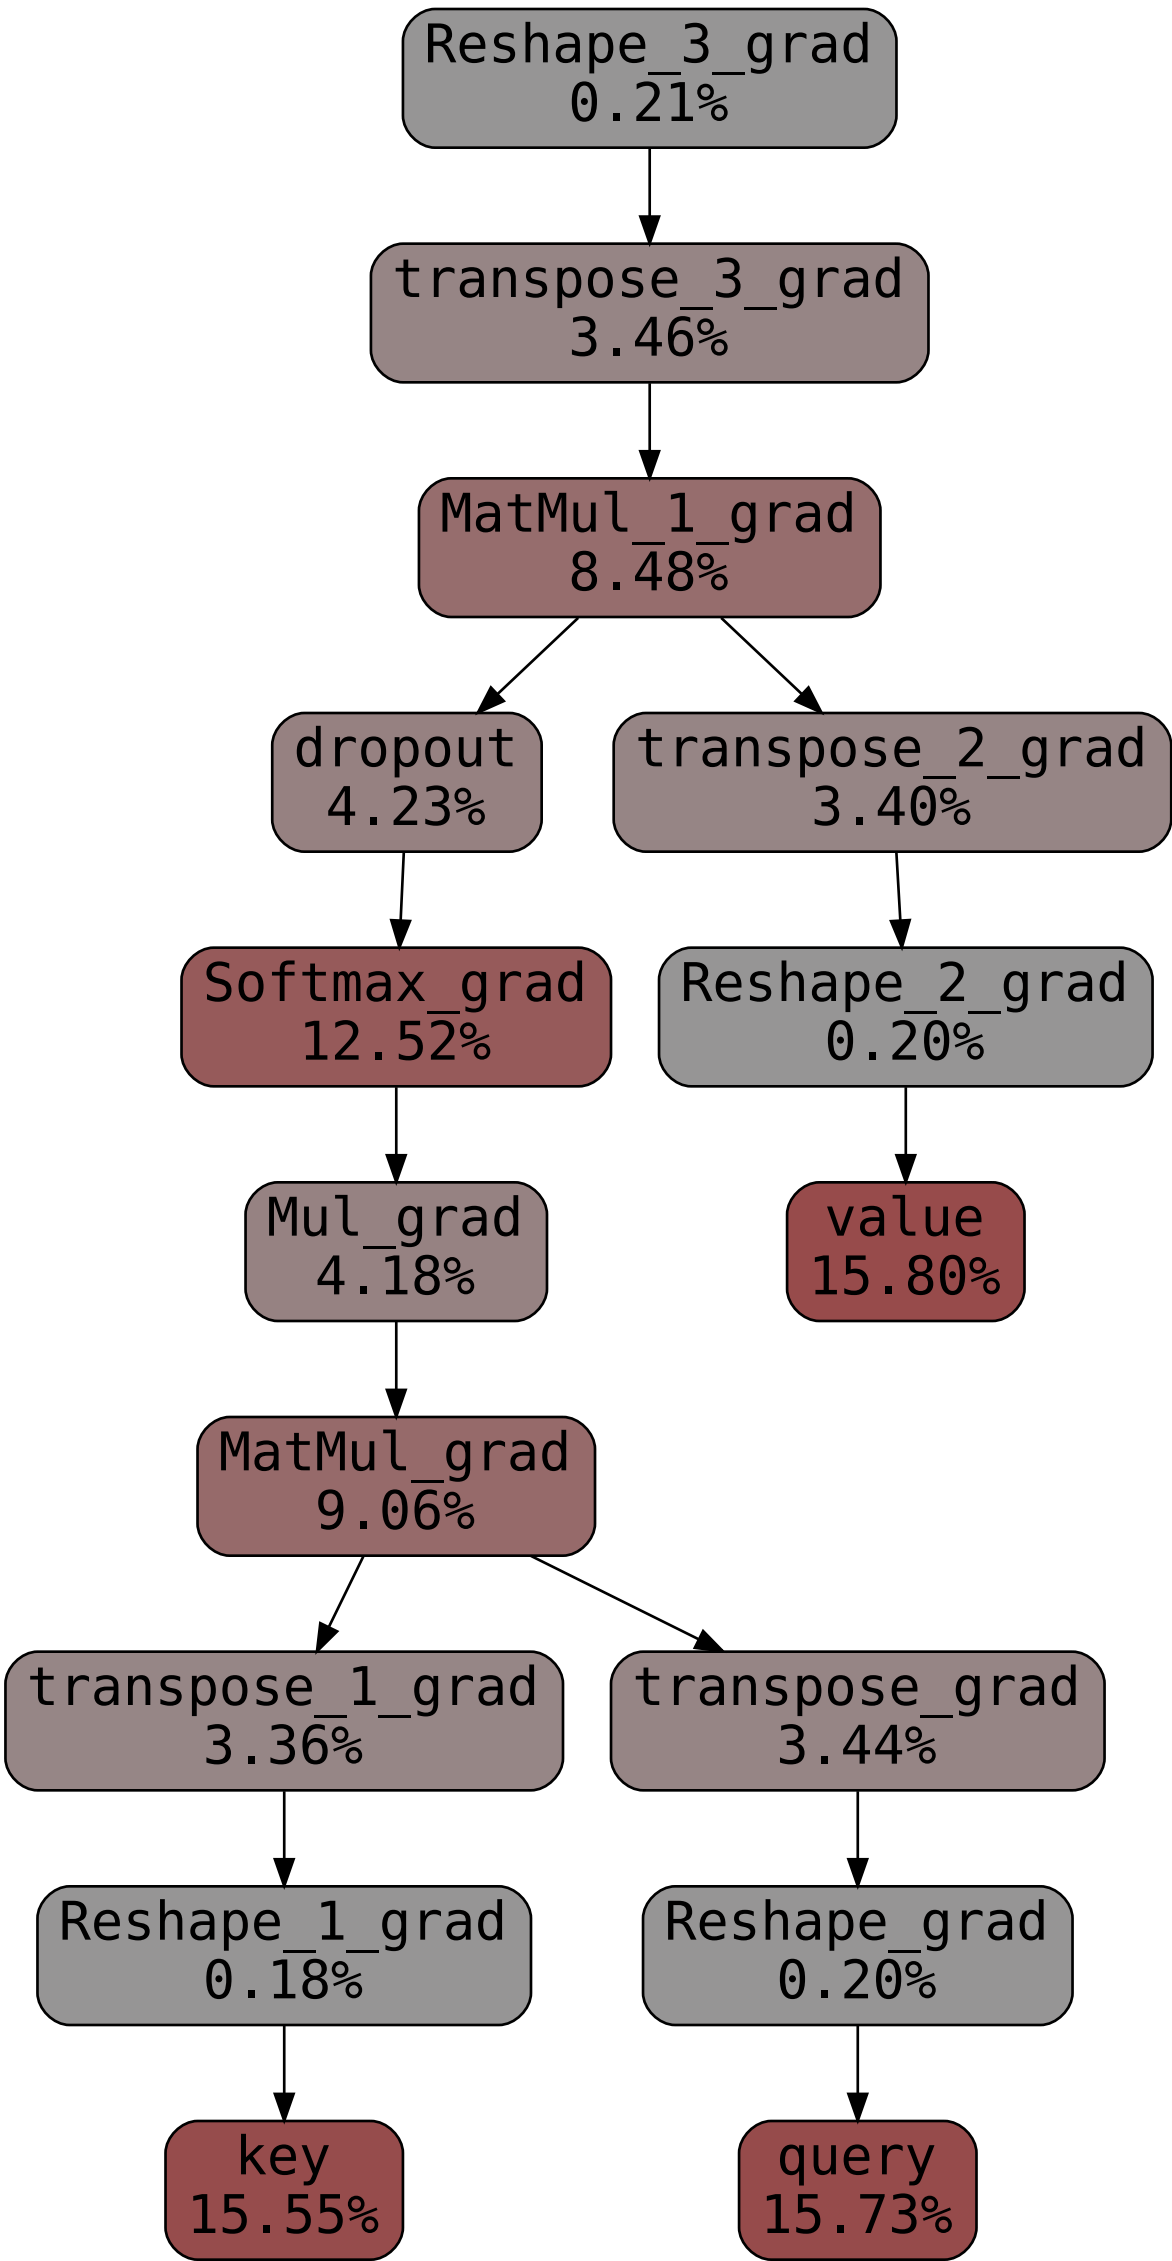 Reshape_3_grad
0.21%
transpose_3_grad
3.46%
MatMul_1_grad
8.48%
dropout
4.23%
transpose_2_grad
3.40%
Softmax_grad
12.52%
Reshape_2_grad
0.20%
Mul_grad
4.18%
value
15.80%
MatMul_grad
9.06%
transpose_1_grad
3.36%
transpose_grad
3.44%
Reshape_1_grad
0.18%
Reshape_grad
0.20%
key
15.55%
query
15.73%